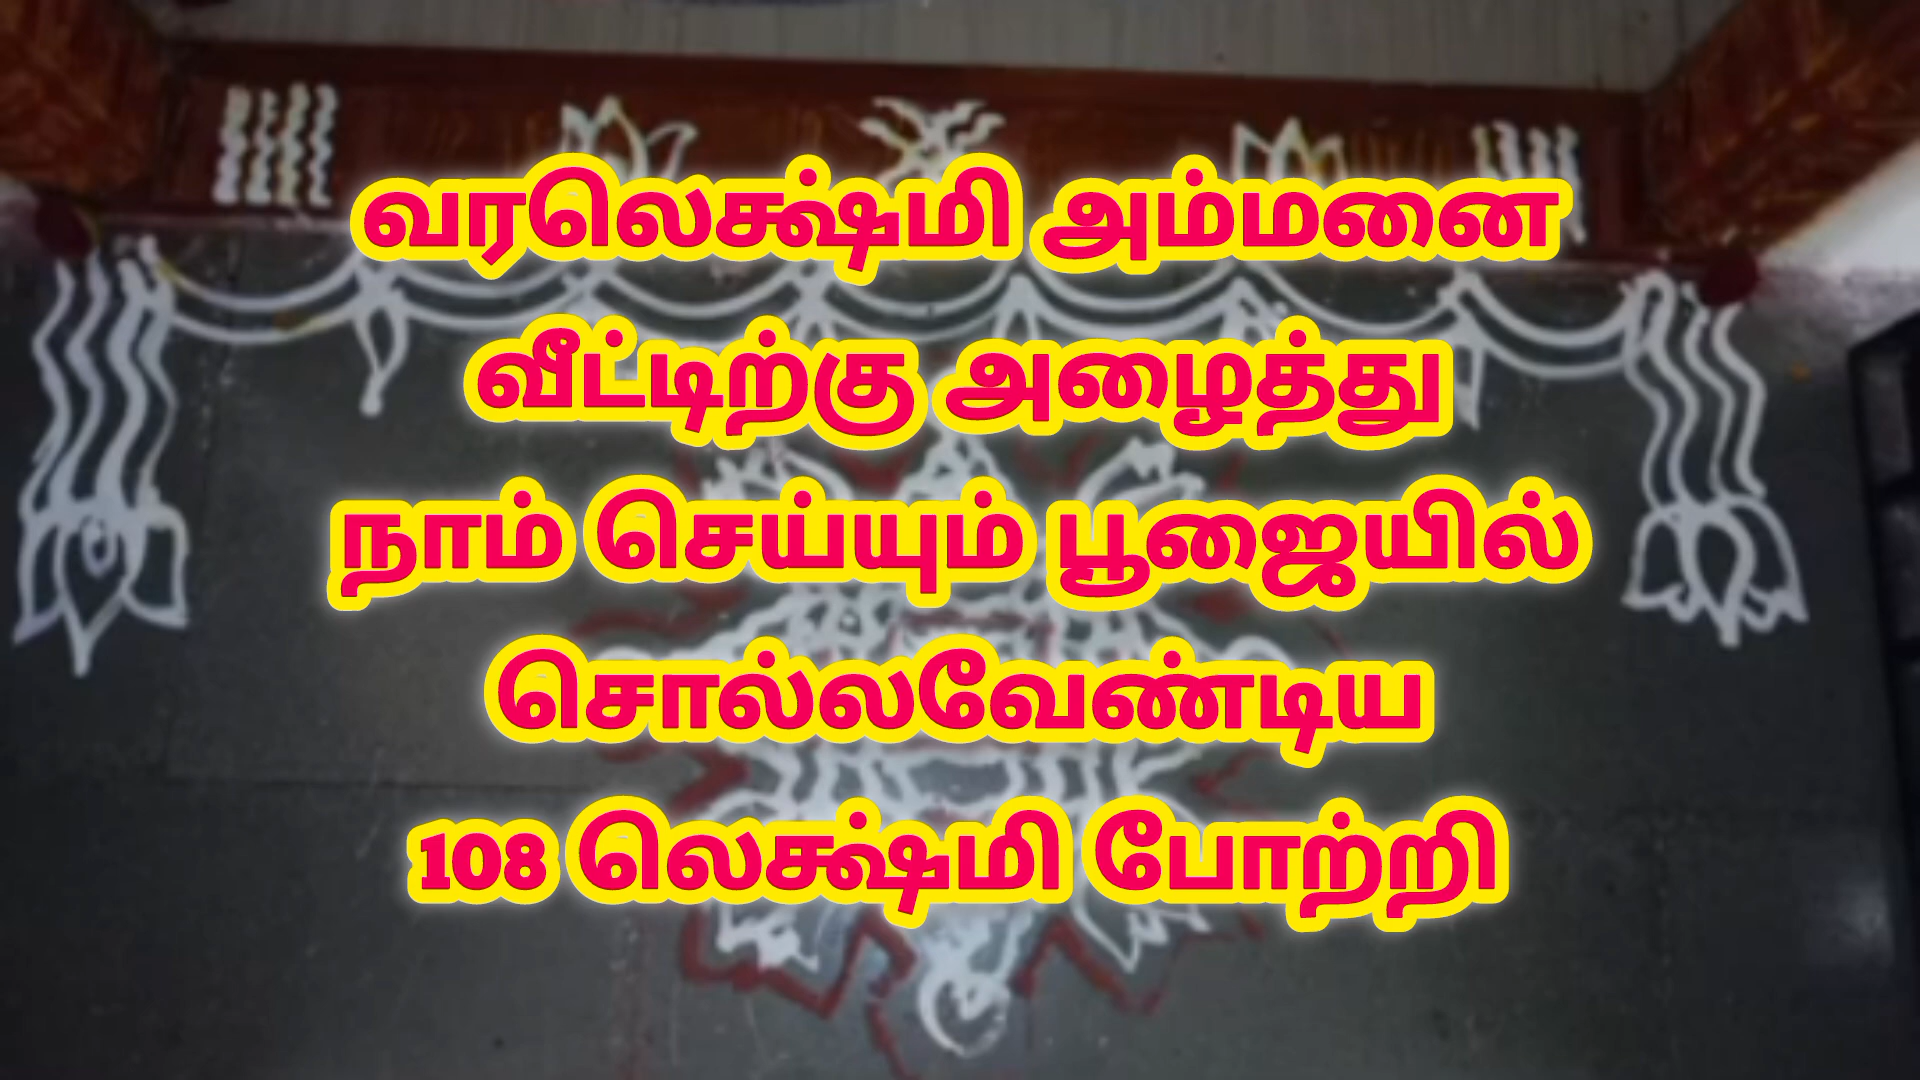 வரலெக்ஷ்மி அம்மனை
வீட்டிற்கு அழைத்து
நாம் செய்யும் பூஜையில்
சொல்லவேண்டிய
108 லெக்ஷ்மி போற்றி